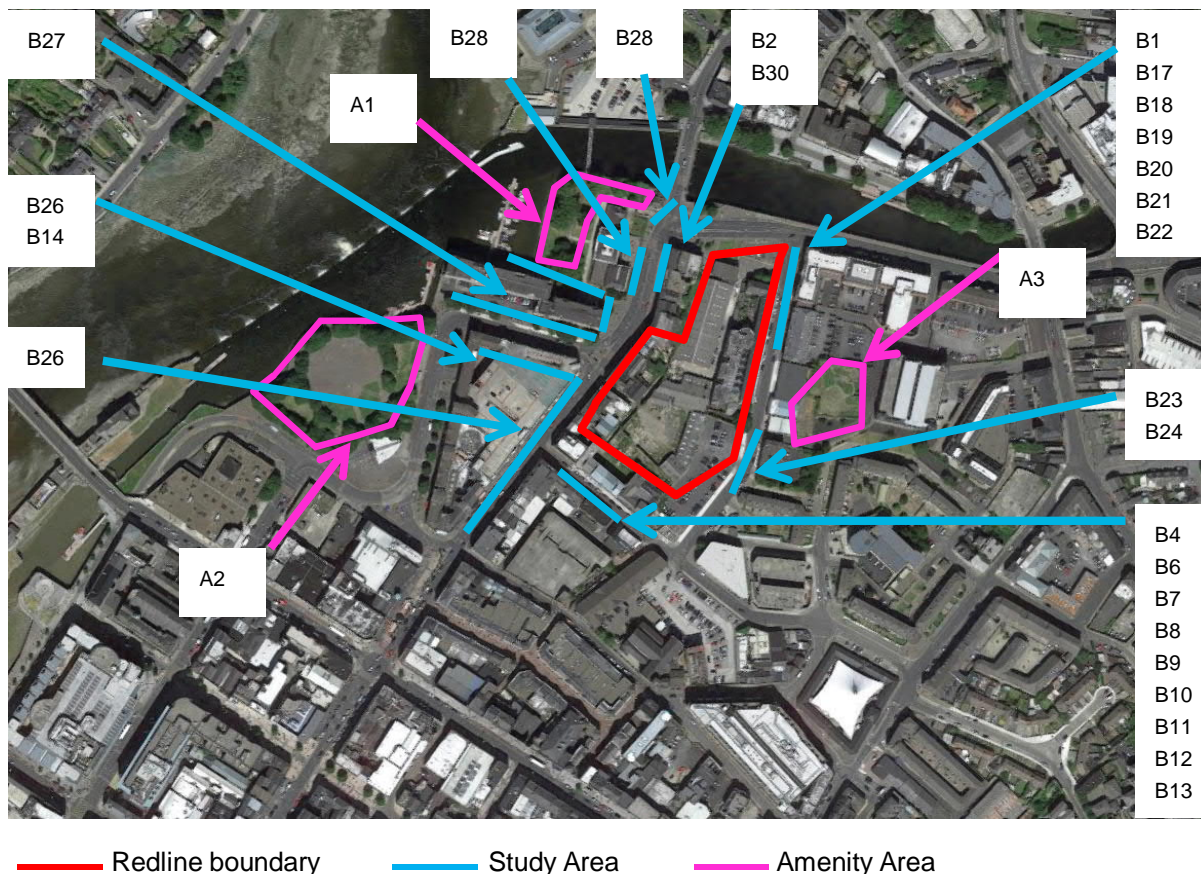 B27
B28
B28
B2
B30
B1
B17
B18
B19
B20
B21
B22
A1
B26
B14
A3
B26
B23
B24
A2
B4
B6
B7
B8
B9
B10
B11
B12
B13
Redline boundary
Study Area
Amenity Area